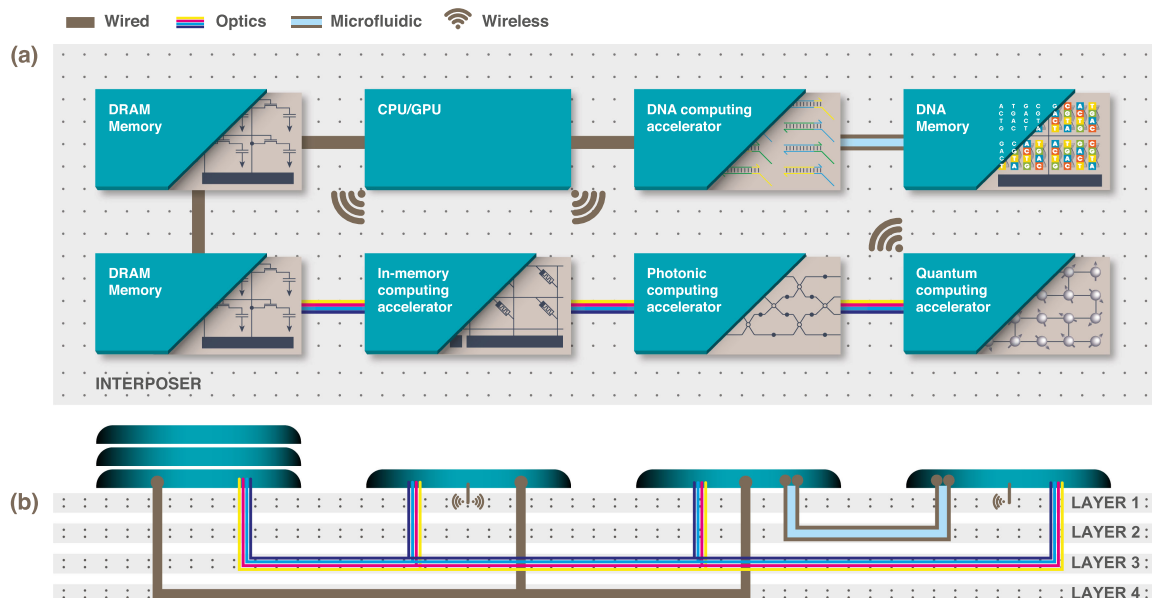 Wired Optics Microfluidic Wireless
(a)
DRAM
Memory
CPU/GPU
DNA computing
accelerator
DNA
Memory
A T G C G C A T
C G A G A G C G
DRAM
Memory
In-memory
computing
accelerator
Photonic
computing
accelerator
Quantum
computing
accelerator
INTERPOSER
(b)
LAYER 1
LAYER 2
LAYER 3
LAYER 4